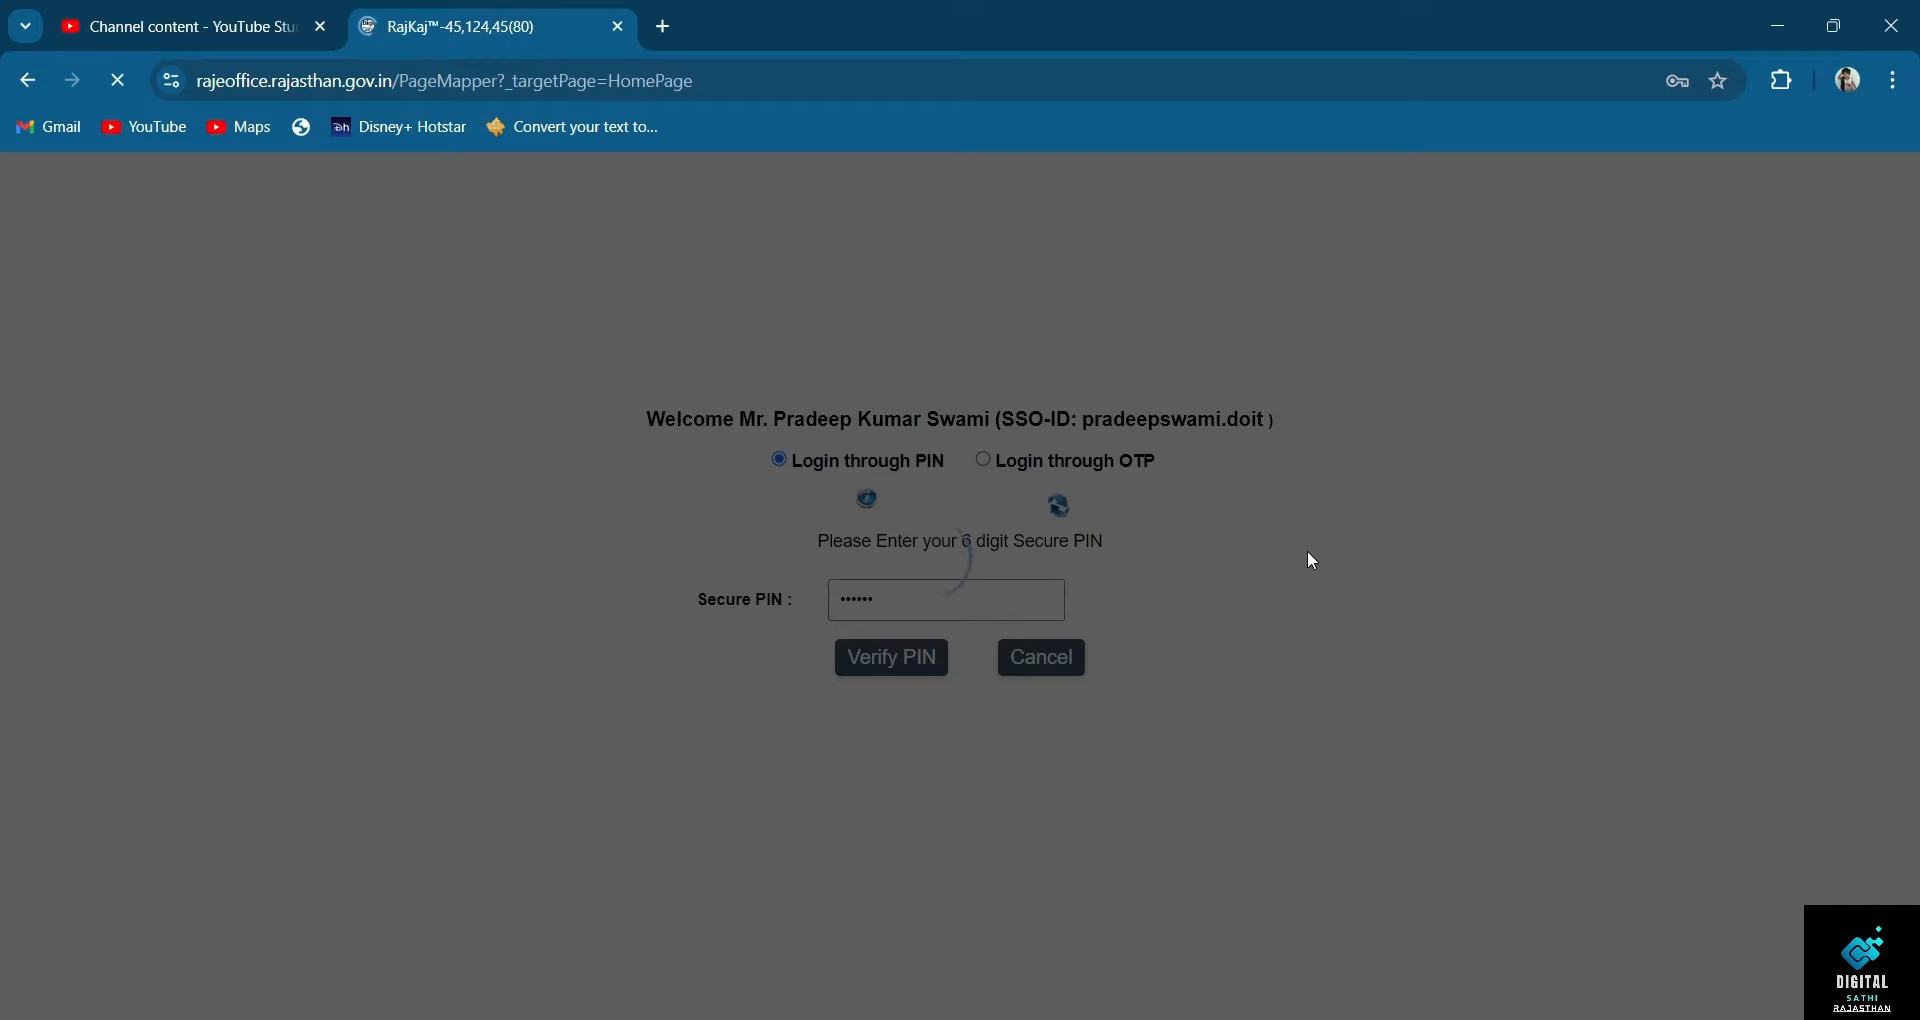 Channel content - YouTube Stu
RajKaj™-45,124,45(80)
rajeoffice.rajasthan.gov.in/PageMapper?_targetPage=HomePage
Gmail
YouTube
Maps
Disney+ Hotstar
Convert your text to...
Welcome Mr. Pradeep Kumar Swami (SSO-ID: pradeepswami.doit )
Login through PIN
Login through OTP
Please Enter your 6 digit Secure PIN
Secure PIN :
Verify PIN
Cancel
DIGITAL
SATHI
RAJASTHAN